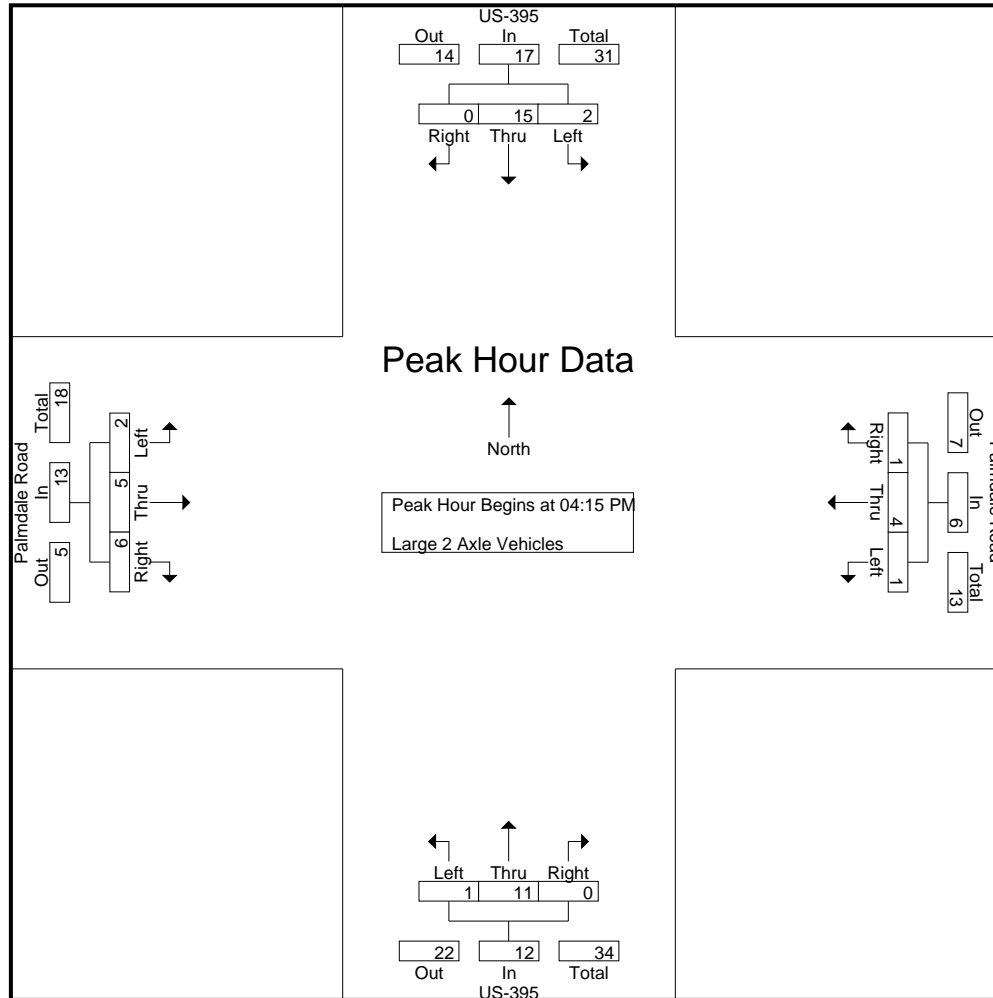 US-395
Out In Total
14 17 31
0 15 2
Right Thru Left
Peak Hour Data
North
Peak Hour Begins at 04:15 PM
Large 2 Axle Vehicles
Palmdale Road
Total In Out
18 13 5
2 5 6
Left Thru Right
Out In Total
7 6 13
1 4 1
Right Thru Left
Left Thru Right
1 11 0
22 12 34
Out In Total
US-395